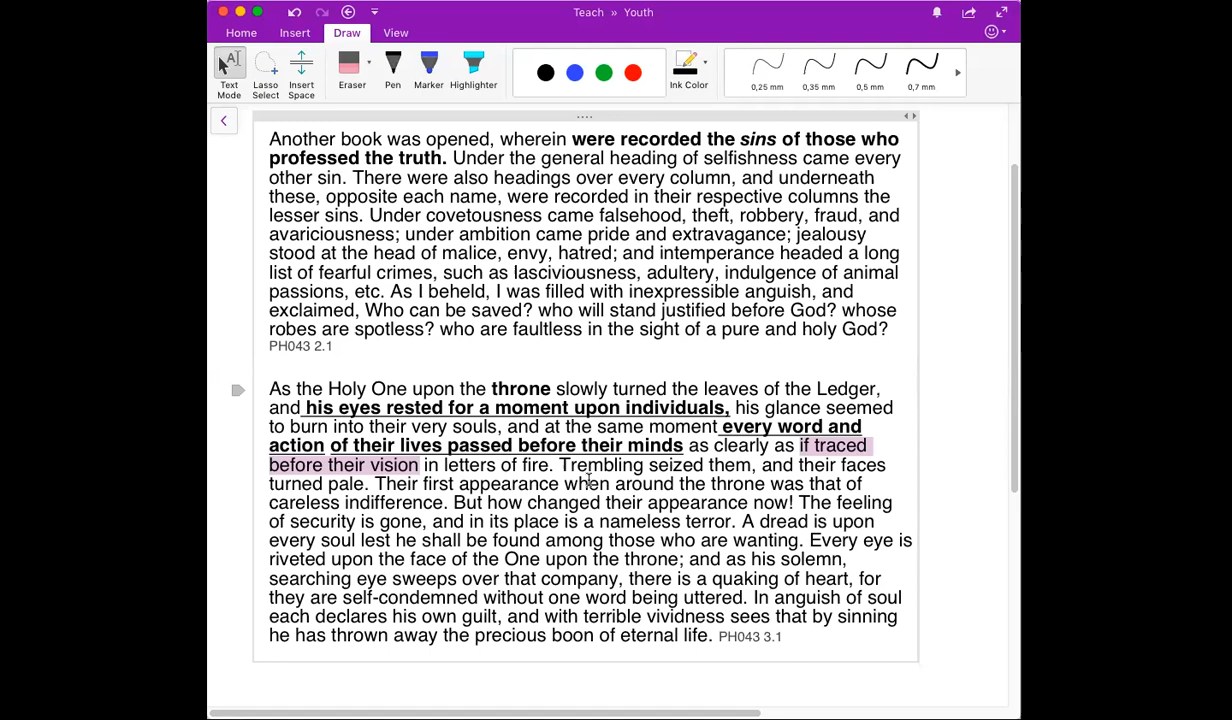 Teach » Youth
Home Insert Draw View
Text Mode
Lasso Select
Insert Space
Eraser
Pen
Marker
Highlighter
Ink Color
0,25 mm 0,35 mm 0,5 mm 0,7 mm
Another book was opened, wherein were recorded the sins of those who
professed the truth. Under the general heading of selfishness came every
other sin. There were also headings over every column, and underneath
these, opposite each name, were recorded in their respective columns the
lesser sins. Under covetousness came falsehood, theft, robbery, fraud, and
avariciousness; under ambition came pride and extravagance; jealousy
stood at the head of malice, envy, hatred; and intemperance headed a long
list of fearful crimes, such as lasciviousness, adultery, indulgence of animal
passions, etc. As I beheld, I was filled with inexpressible anguish, and
exclaimed, Who can be saved? who will stand justified before God? whose
robes are spotless? who are faultless in the sight of a pure and holy God?
PH043 2.1
As the Holy One upon the throne slowly turned the leaves of the Ledger,
and his eyes rested for a moment upon individuals, his glance seemed
to burn into their very souls, and at the same moment every word and
action of their lives passed before their minds as clearly as if traced
before their vision in letters of fire. Trembling seized them, and their faces
turned pale. Their first appearance when around the throne was that of
careless indifference. But how changed their appearance now! The feeling
of security is gone, and in its place is a nameless terror. A dread is upon
every soul lest he shall be found among those who are wanting. Every eye is
riveted upon the face of the One upon the throne; and as his solemn,
searching eye sweeps over that company, there is a quaking of heart, for
they are self-condemned without one word being uttered. In anguish of soul
each declares his own guilt, and with terrible vividness sees that by sinning
he has thrown away the precious boon of eternal life. PH043 3.1